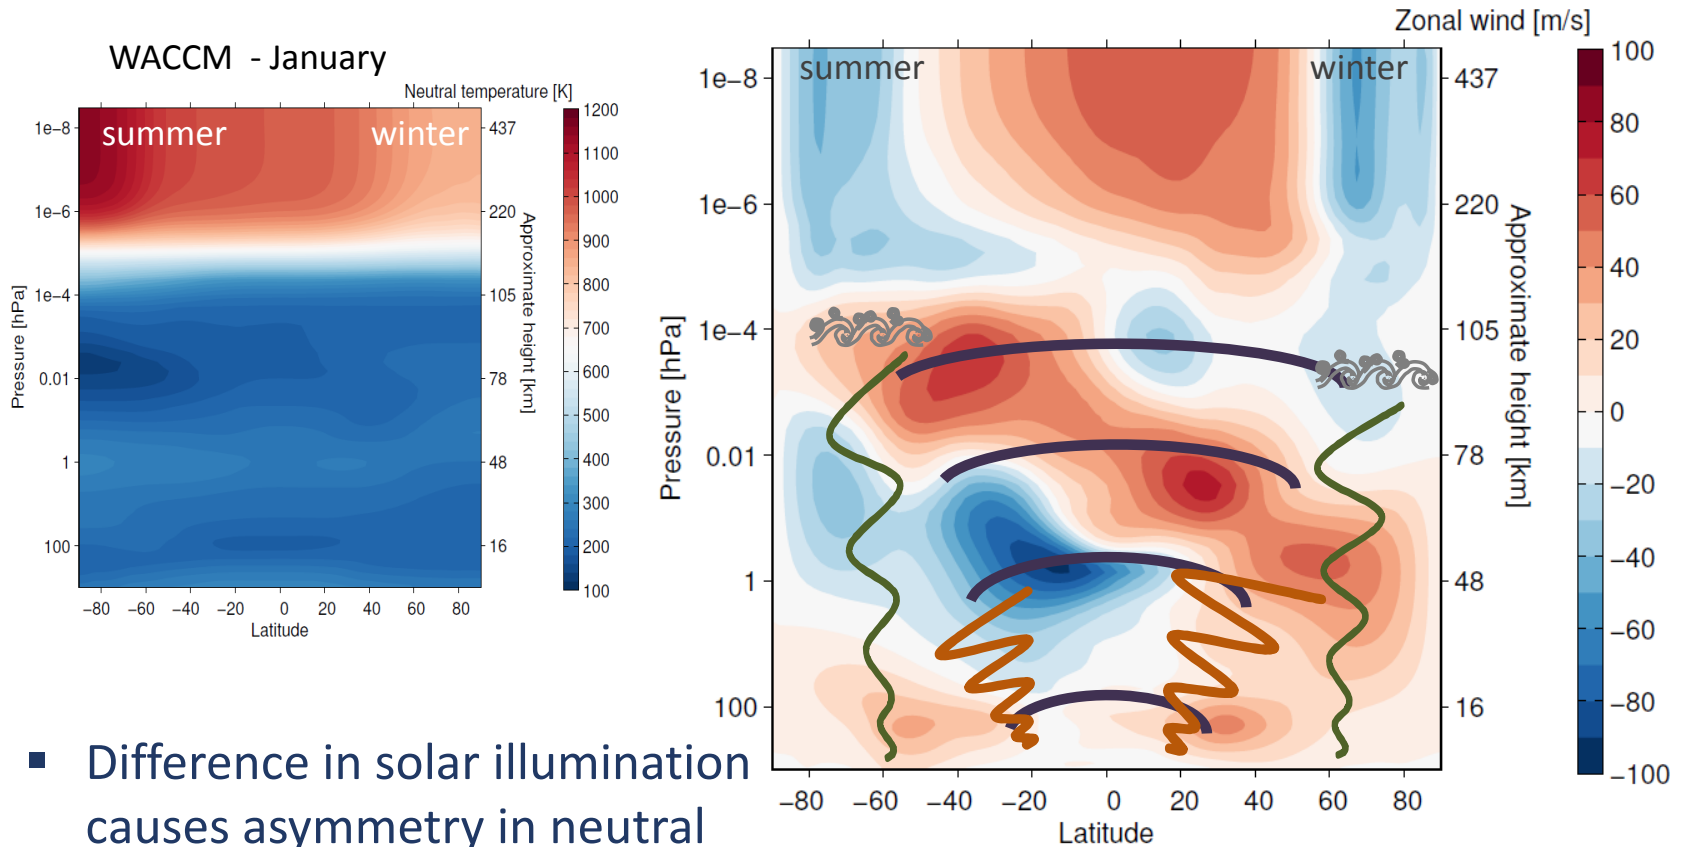 WACCM - January
Neutral temperature [K]
summer winter
1e−8
1e−6
1e−4
0.01
1
100
Pressure [hPa]
437
220
105
78
48
16
Approximate height [km]
1200
1100
1000
900
800
700
600
500
400
300
200
100
−80 −60 −40 −20 0 20 40 60 80
Latitude
Zonal wind [m/s]
summer winter
1e−8
1e−6
1e−4
0.01
1
100
Pressure [hPa]
437
220
105
78
48
16
Approximate height [km]
100
80
60
40
20
0
−20
−40
−60
−80
−100
−80 −60 −40 −20 0 20 40 60 80
Latitude
▪ Difference in solar illumination
causes asymmetry in neutral